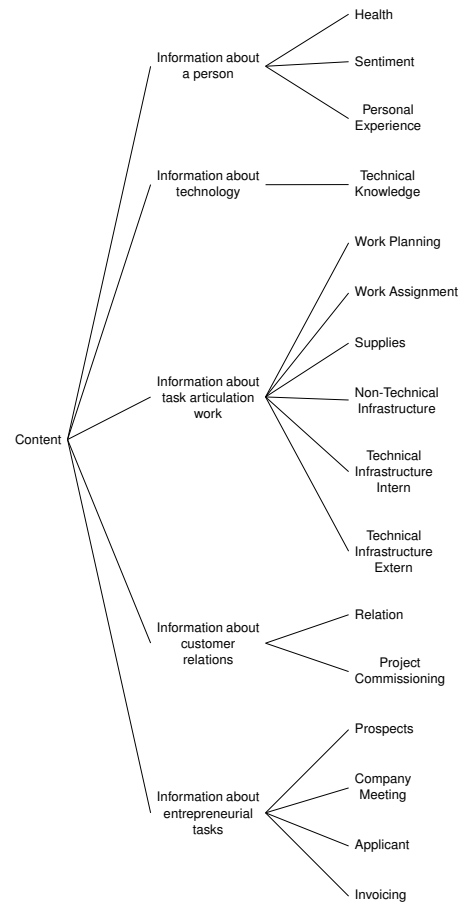 Content
Information about
a person
Health
Sentiment
Personal
Experience
Information about
technology
Technical
Knowledge
Information about
task articulation
work
Work Planning
Work Assignment
Supplies
Non-Technical
Infrastructure
Technical
Infrastructure
Intern
Technical
Infrastructure
Extern
Information about
customer
relations
Relation
Project
Commissioning
Information about
entrepreneurial
tasks
Prospects
Company
Meeting
Applicant
Invoicing